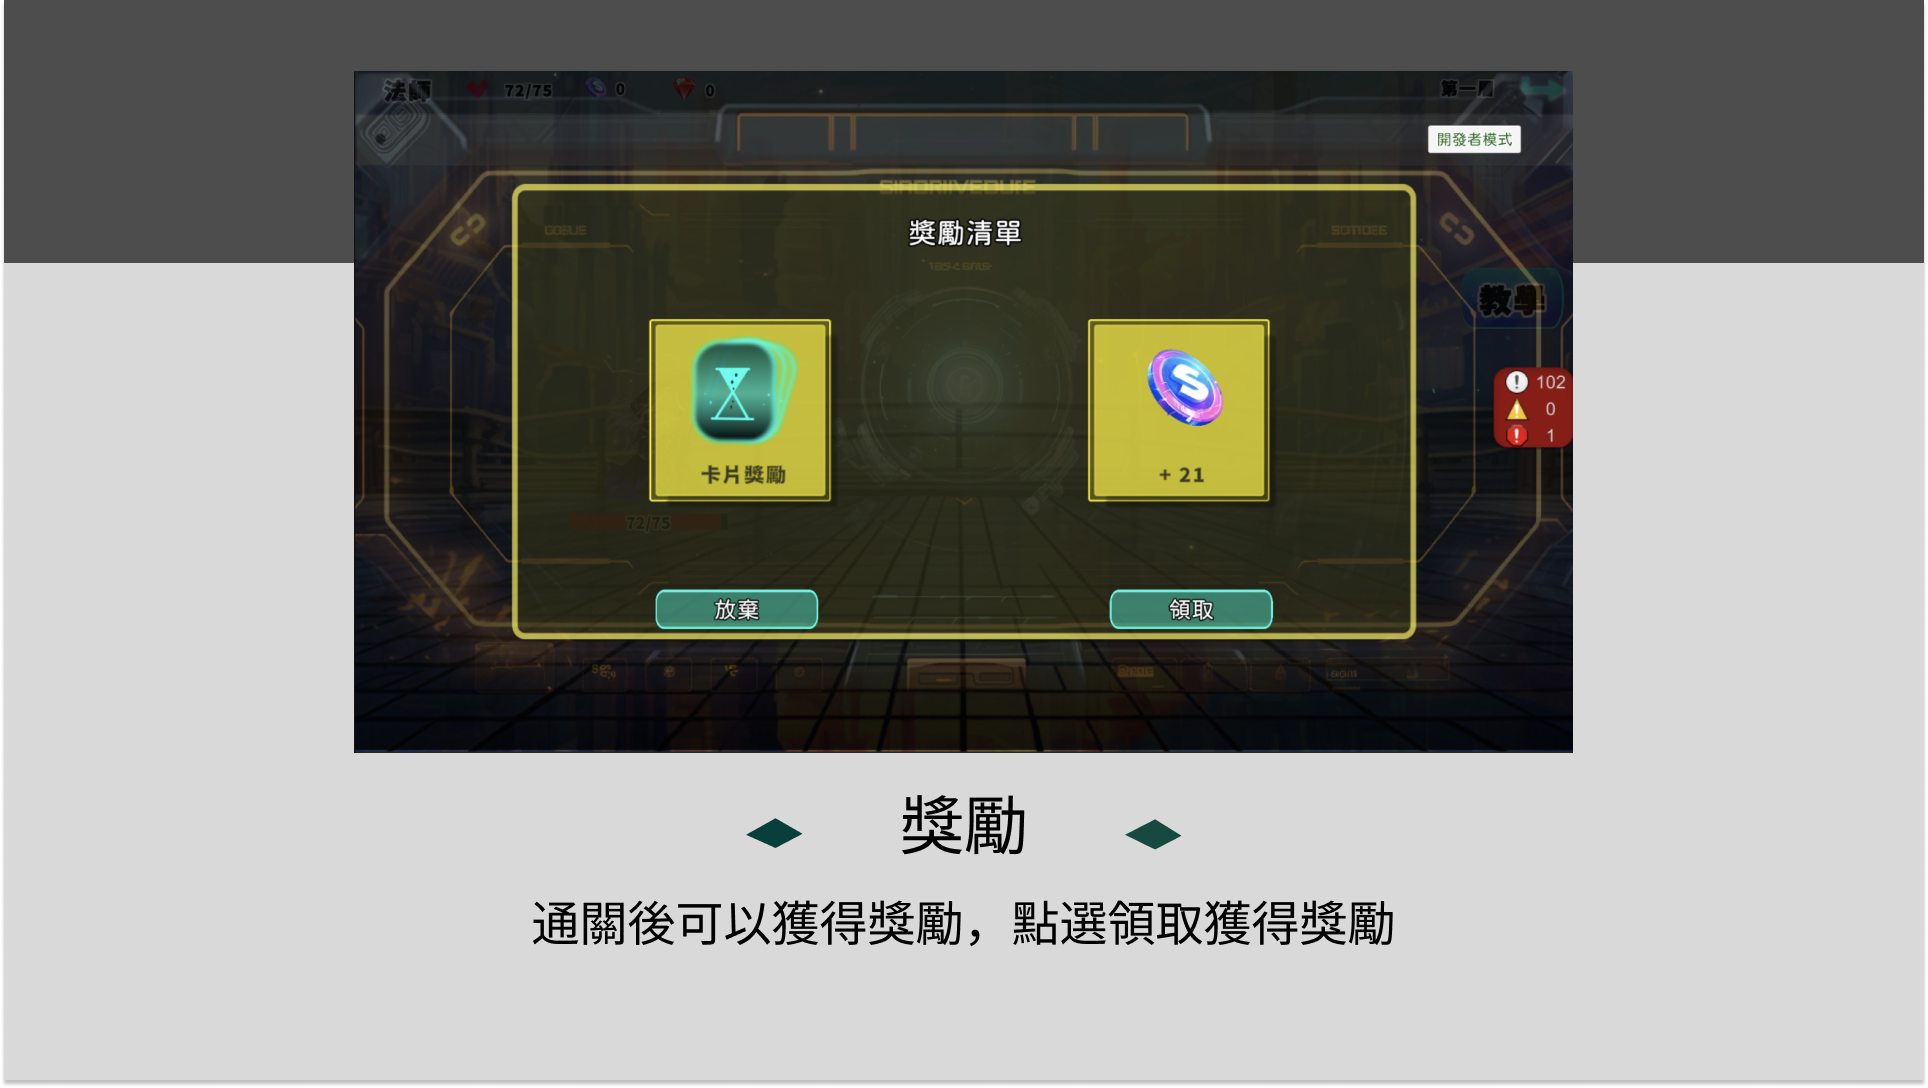 法師 72/75 0 0 第一層
開發者模式
獎勵清單
教學
102
0
1
卡片獎勵
+ 21
72/75
放棄
領取
獎勵
通關後可以獲得獎勵，點選領取獲得獎勵